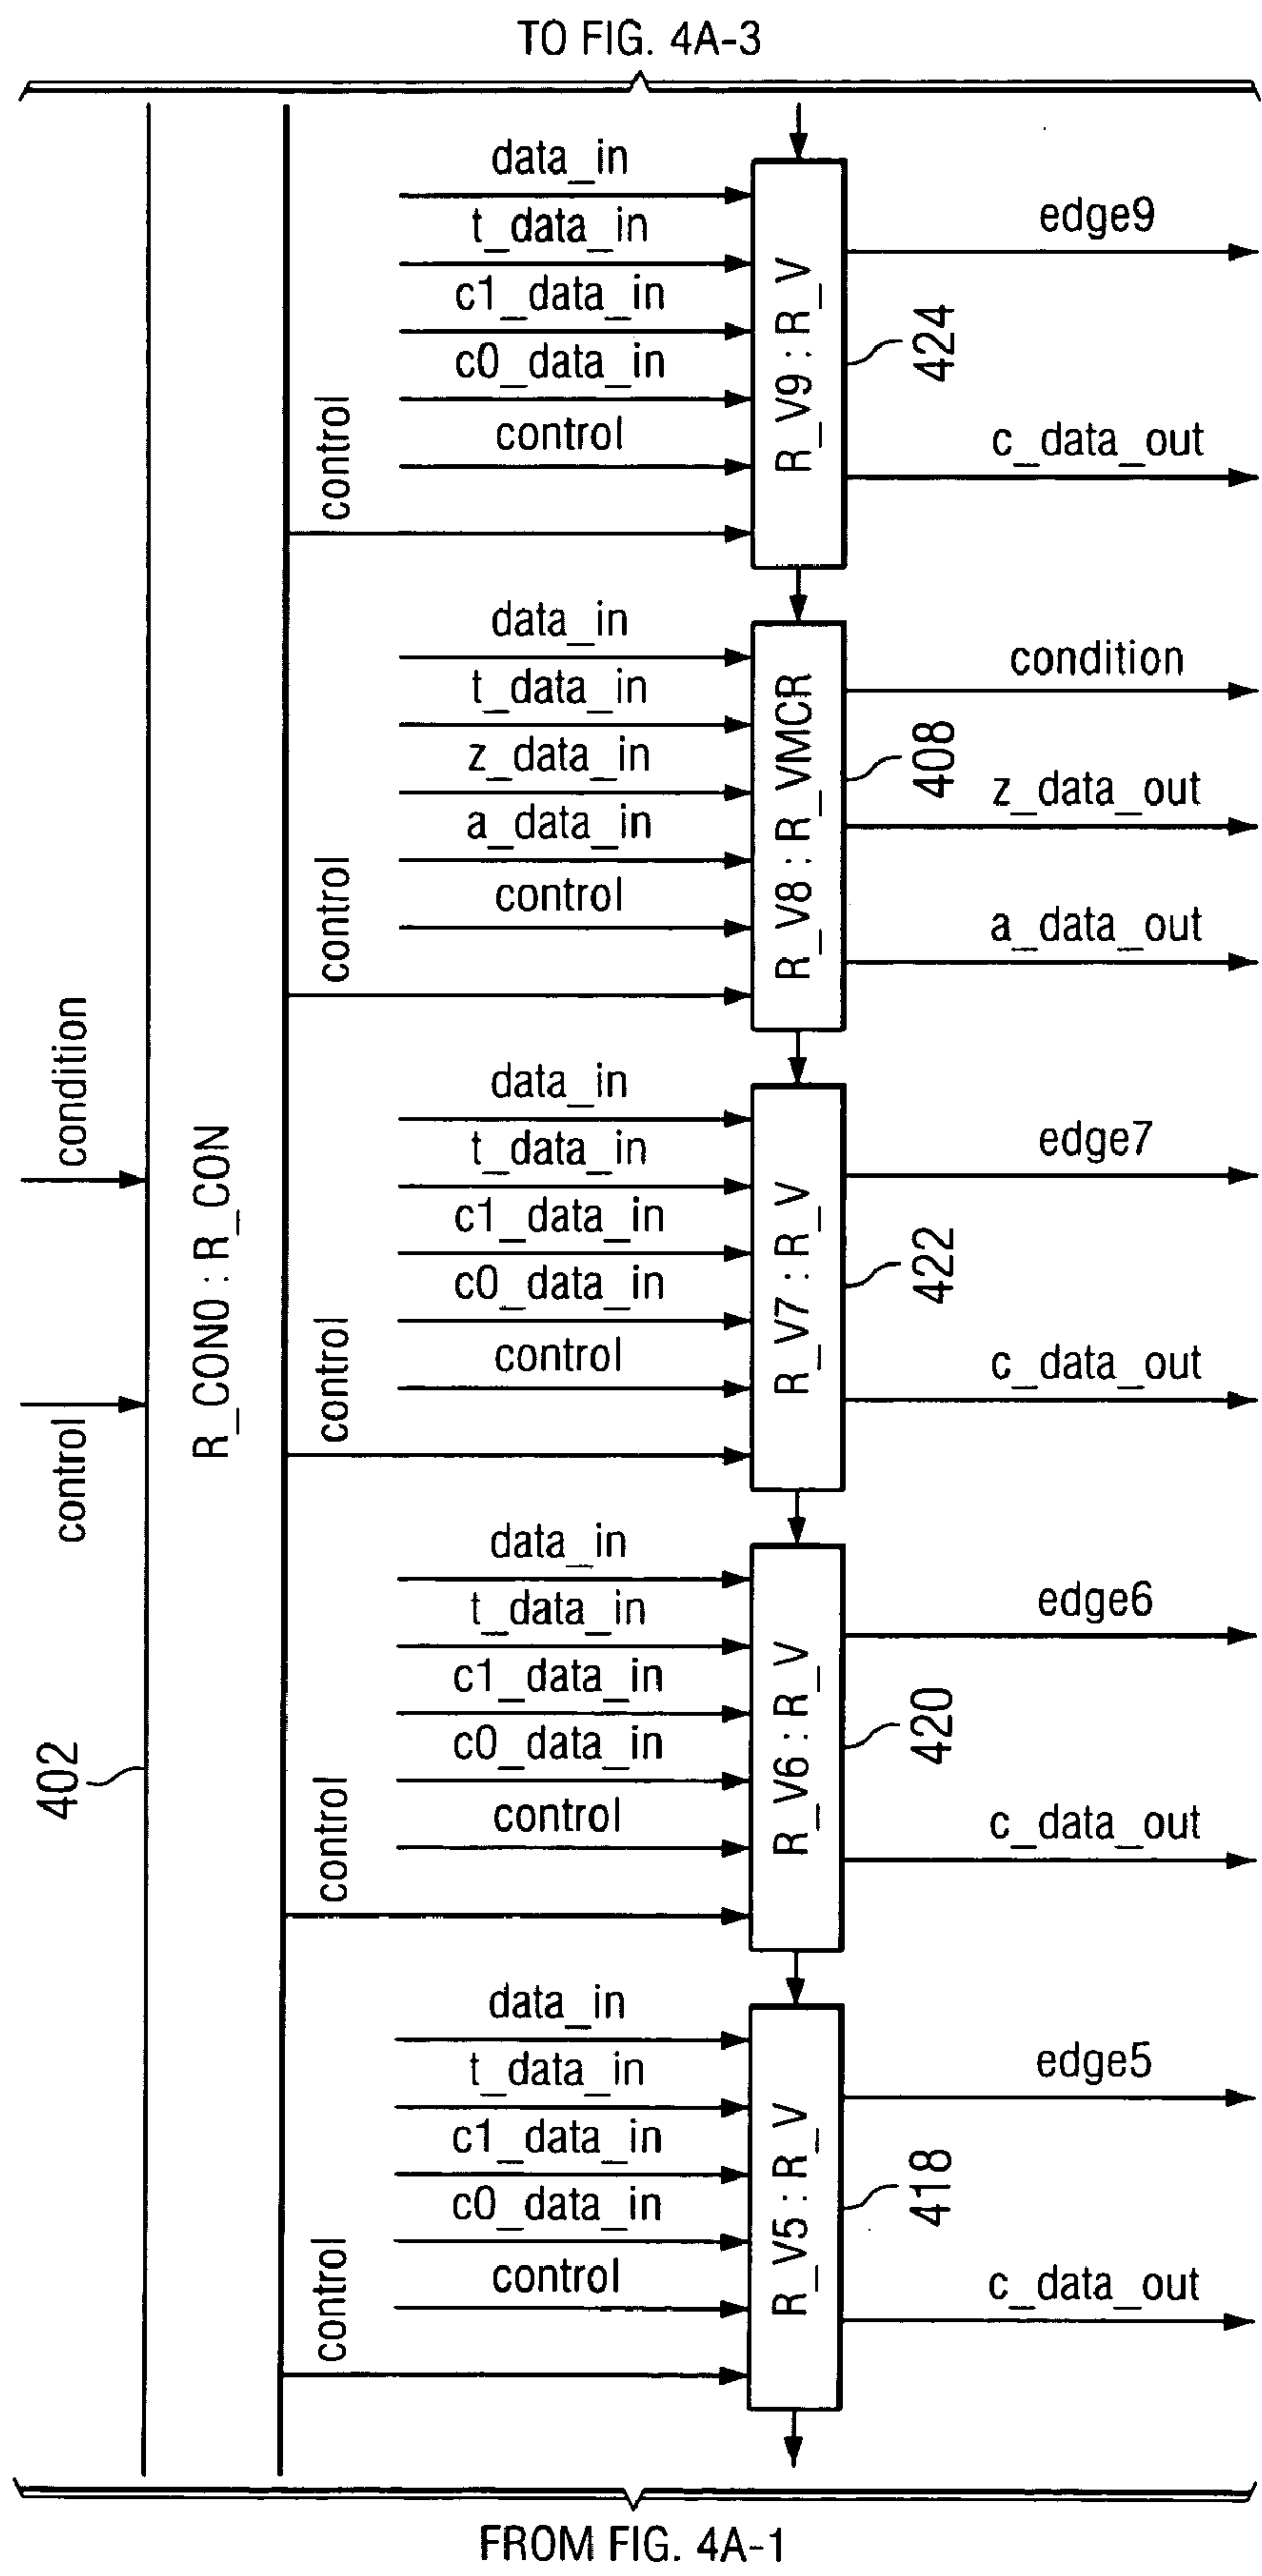 TO FIG. 4A-3
data_in
t_data_in
c1_data_in
c0_data_in
control
control
R_V9 : R_V
424
edge9
c_data_out
data_in
t_data_in
z_data_in
a_data_in
control
control
R_V8 : R_VMCR
408
condition
z_data_out
a_data_out
condition
control
R_CON0 : R_CON
402
data_in
t_data_in
c1_data_in
c0_data_in
control
control
R_V7 : R_V
422
edge7
c_data_out
data_in
t_data_in
c1_data_in
c0_data_in
control
control
R_V6 : R_V
420
edge6
c_data_out
data_in
t_data_in
c1_data_in
c0_data_in
control
control
R_V5 : R_V
418
edge5
c_data_out
FROM FIG. 4A-1